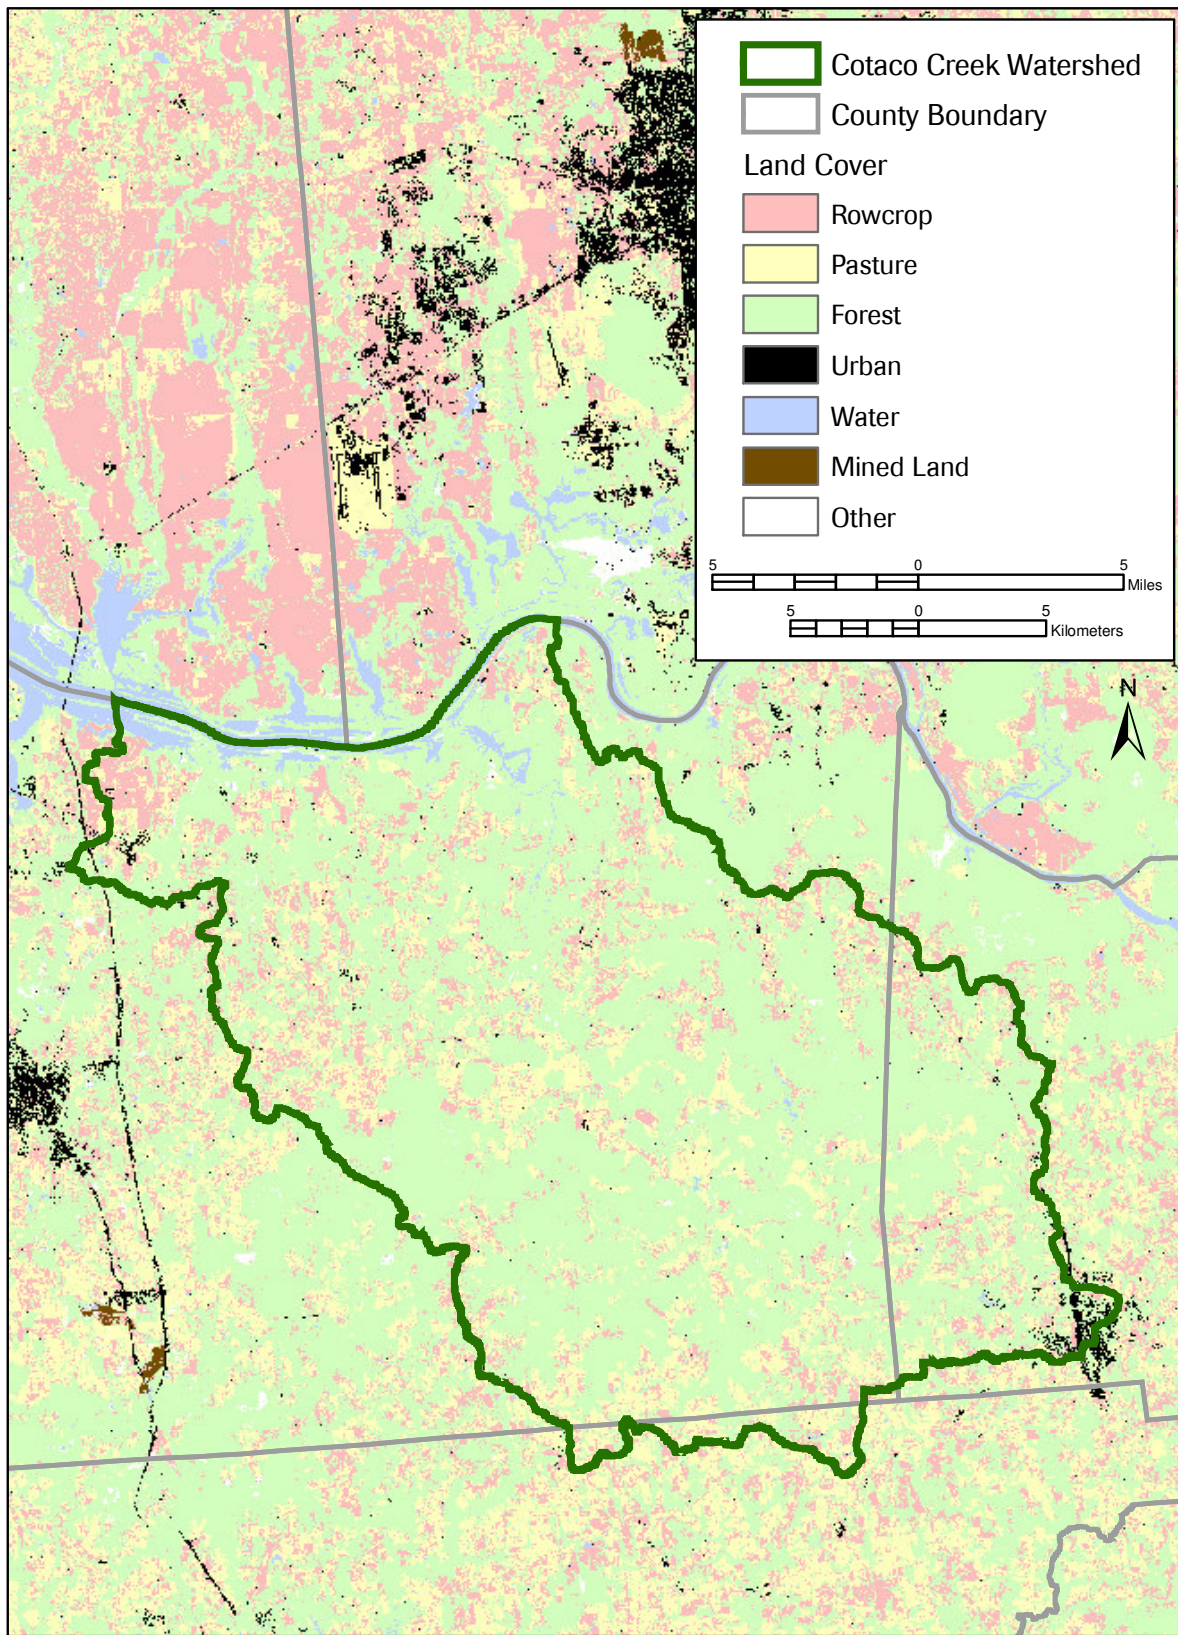 Cotaco Creek Watershed
County Boundary
Land Cover
Rowcrop
Pasture
Forest
Urban
Water
Mined Land
Other
5 0 5
Miles
5 0 5
Kilometers
N